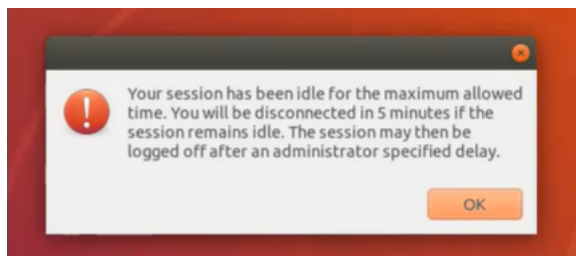 Your session has been idle for the maximum allowed
time. You will be disconnected in 5 minutes if the
session remains idle. The session may then be
logged off after an administrator specified delay.
OK